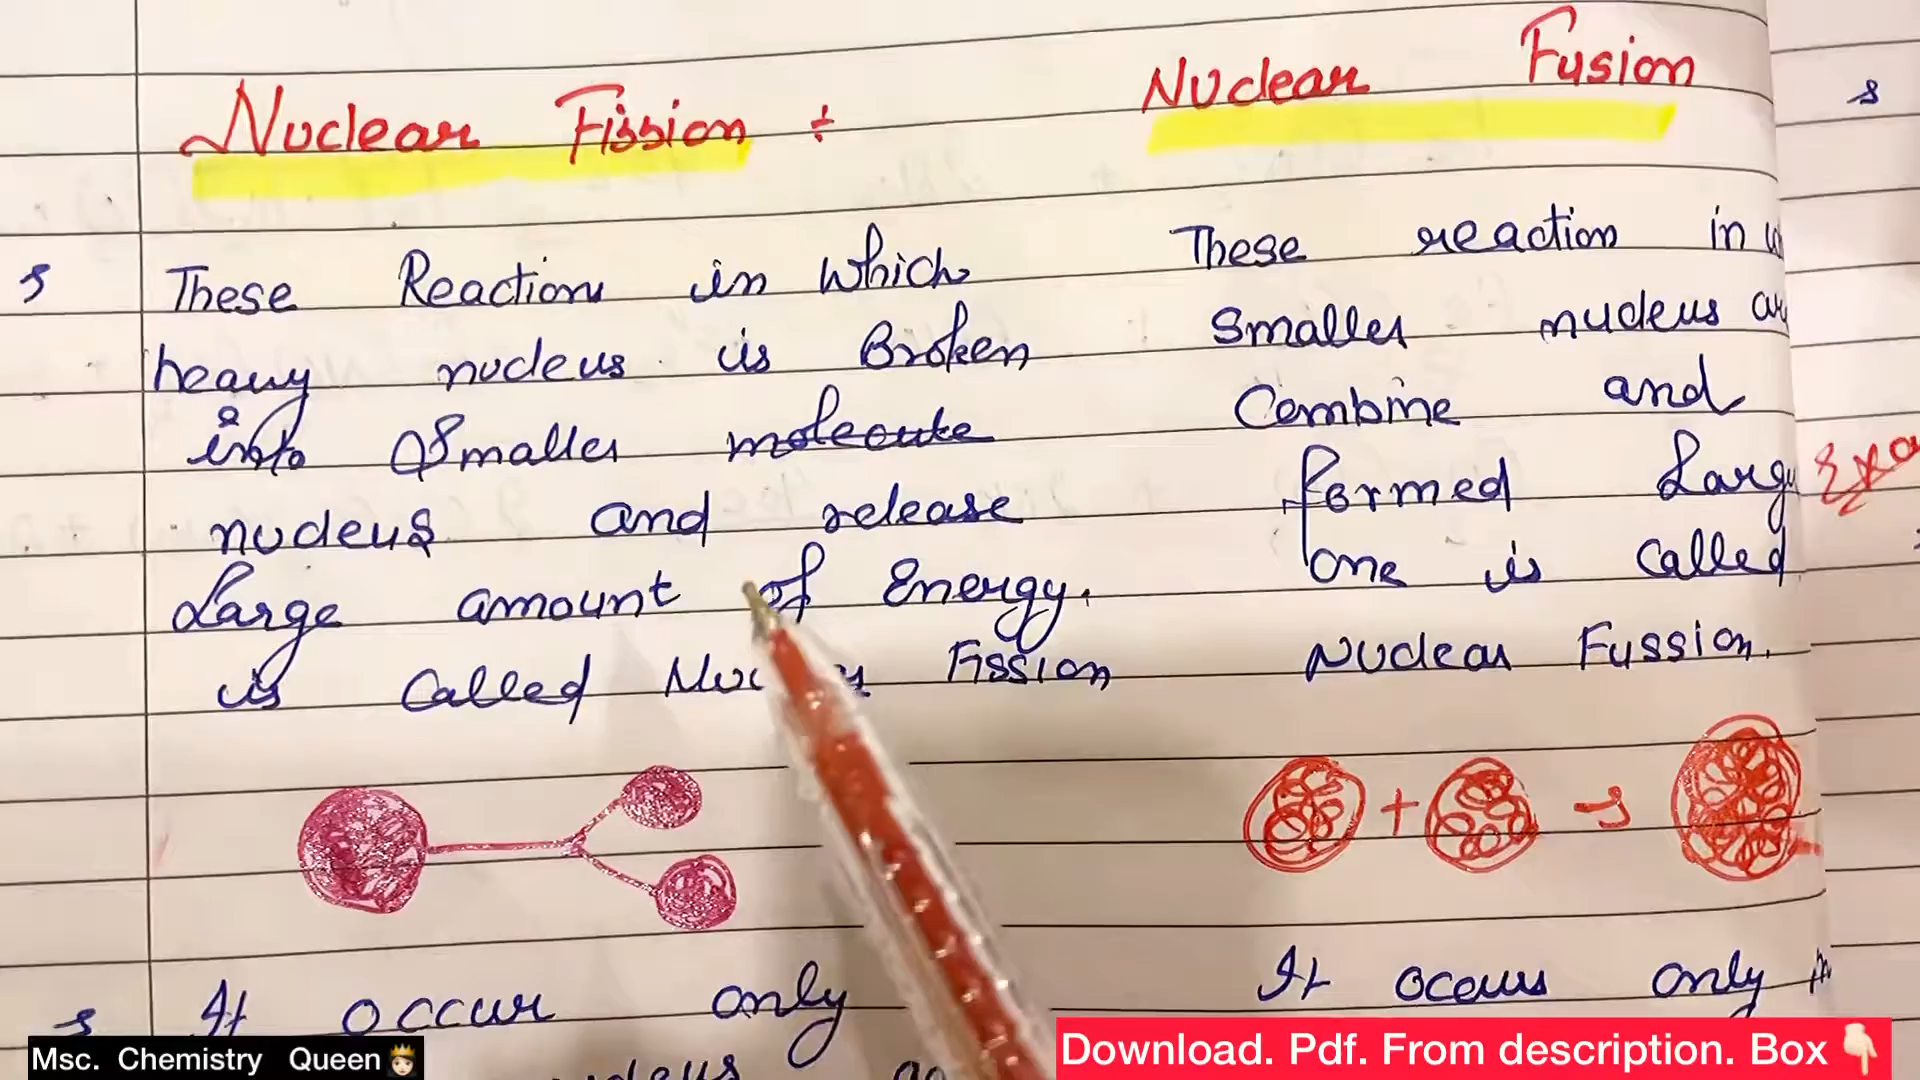 Nuclear Fission ÷
These Reaction in which
heavy nucleus is Broken
into Smaller molecule
nucleus and release
Large amount of Energy.
is called Fission
Nuclear Fusion
These reaction in
Smaller nucleus
Combine and
formed
one is called
Nuclear Fussion.
+
It occur only
It occurs only
Msc. Chemistry Queen
Download. Pdf. From description. Box